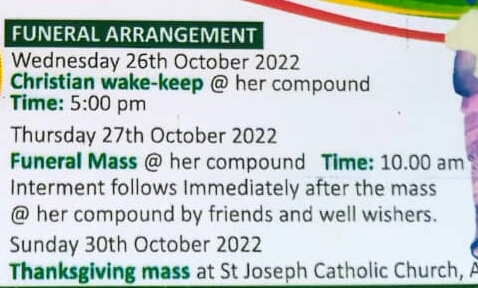 FUNERAL ARRANGEMENT
Wednesday 26th October 2022
Christian wake-keep @ her compound
Time: 5:00 pm
Thursday 27th October 2022
Funeral Mass @ her compound Time: 10.00 am
Interment follows Immediately after the mass
@ her compound by friends and well wishers.
Sunday 30th October 2022
Thanksgiving mass at St Joseph Catholic Church,